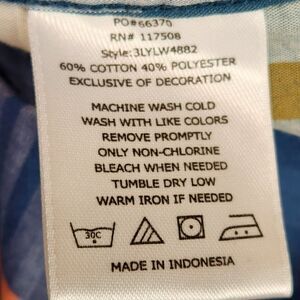 PO#66370
RN# 117508
Style:3LYLW4882
60% COTTON 40% POLYESTER
EXCLUSIVE OF DECORATION
MACHINE WASH COLD
WASH WITH LIKE COLORS
REMOVE PROMPTLY
ONLY NON-CHLORINE
BLEACH WHEN NEEDED
TUMBLE DRY LOW
WARM IRON IF NEEDED
30C
MADE IN INDONESIA